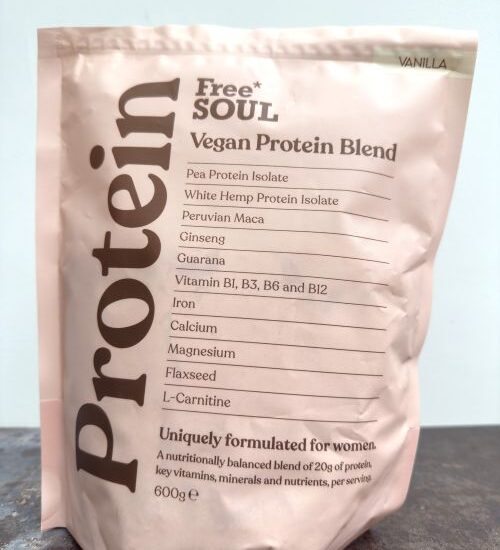 VANILLA
Protein
Free*
SOUL
Vegan Protein Blend
Pea Protein Isolate
White Hemp Protein Isolate
Peruvian Maca
Ginseng
Guarana
Vitamin B1, B3, B6 and B12
Iron
Calcium
Magnesium
Flaxseed
L-Carnitine
Uniquely formulated for women.
A nutritionally balanced blend of 20g of protein,
key vitamins, minerals and nutrients, per serving.
600g ℮